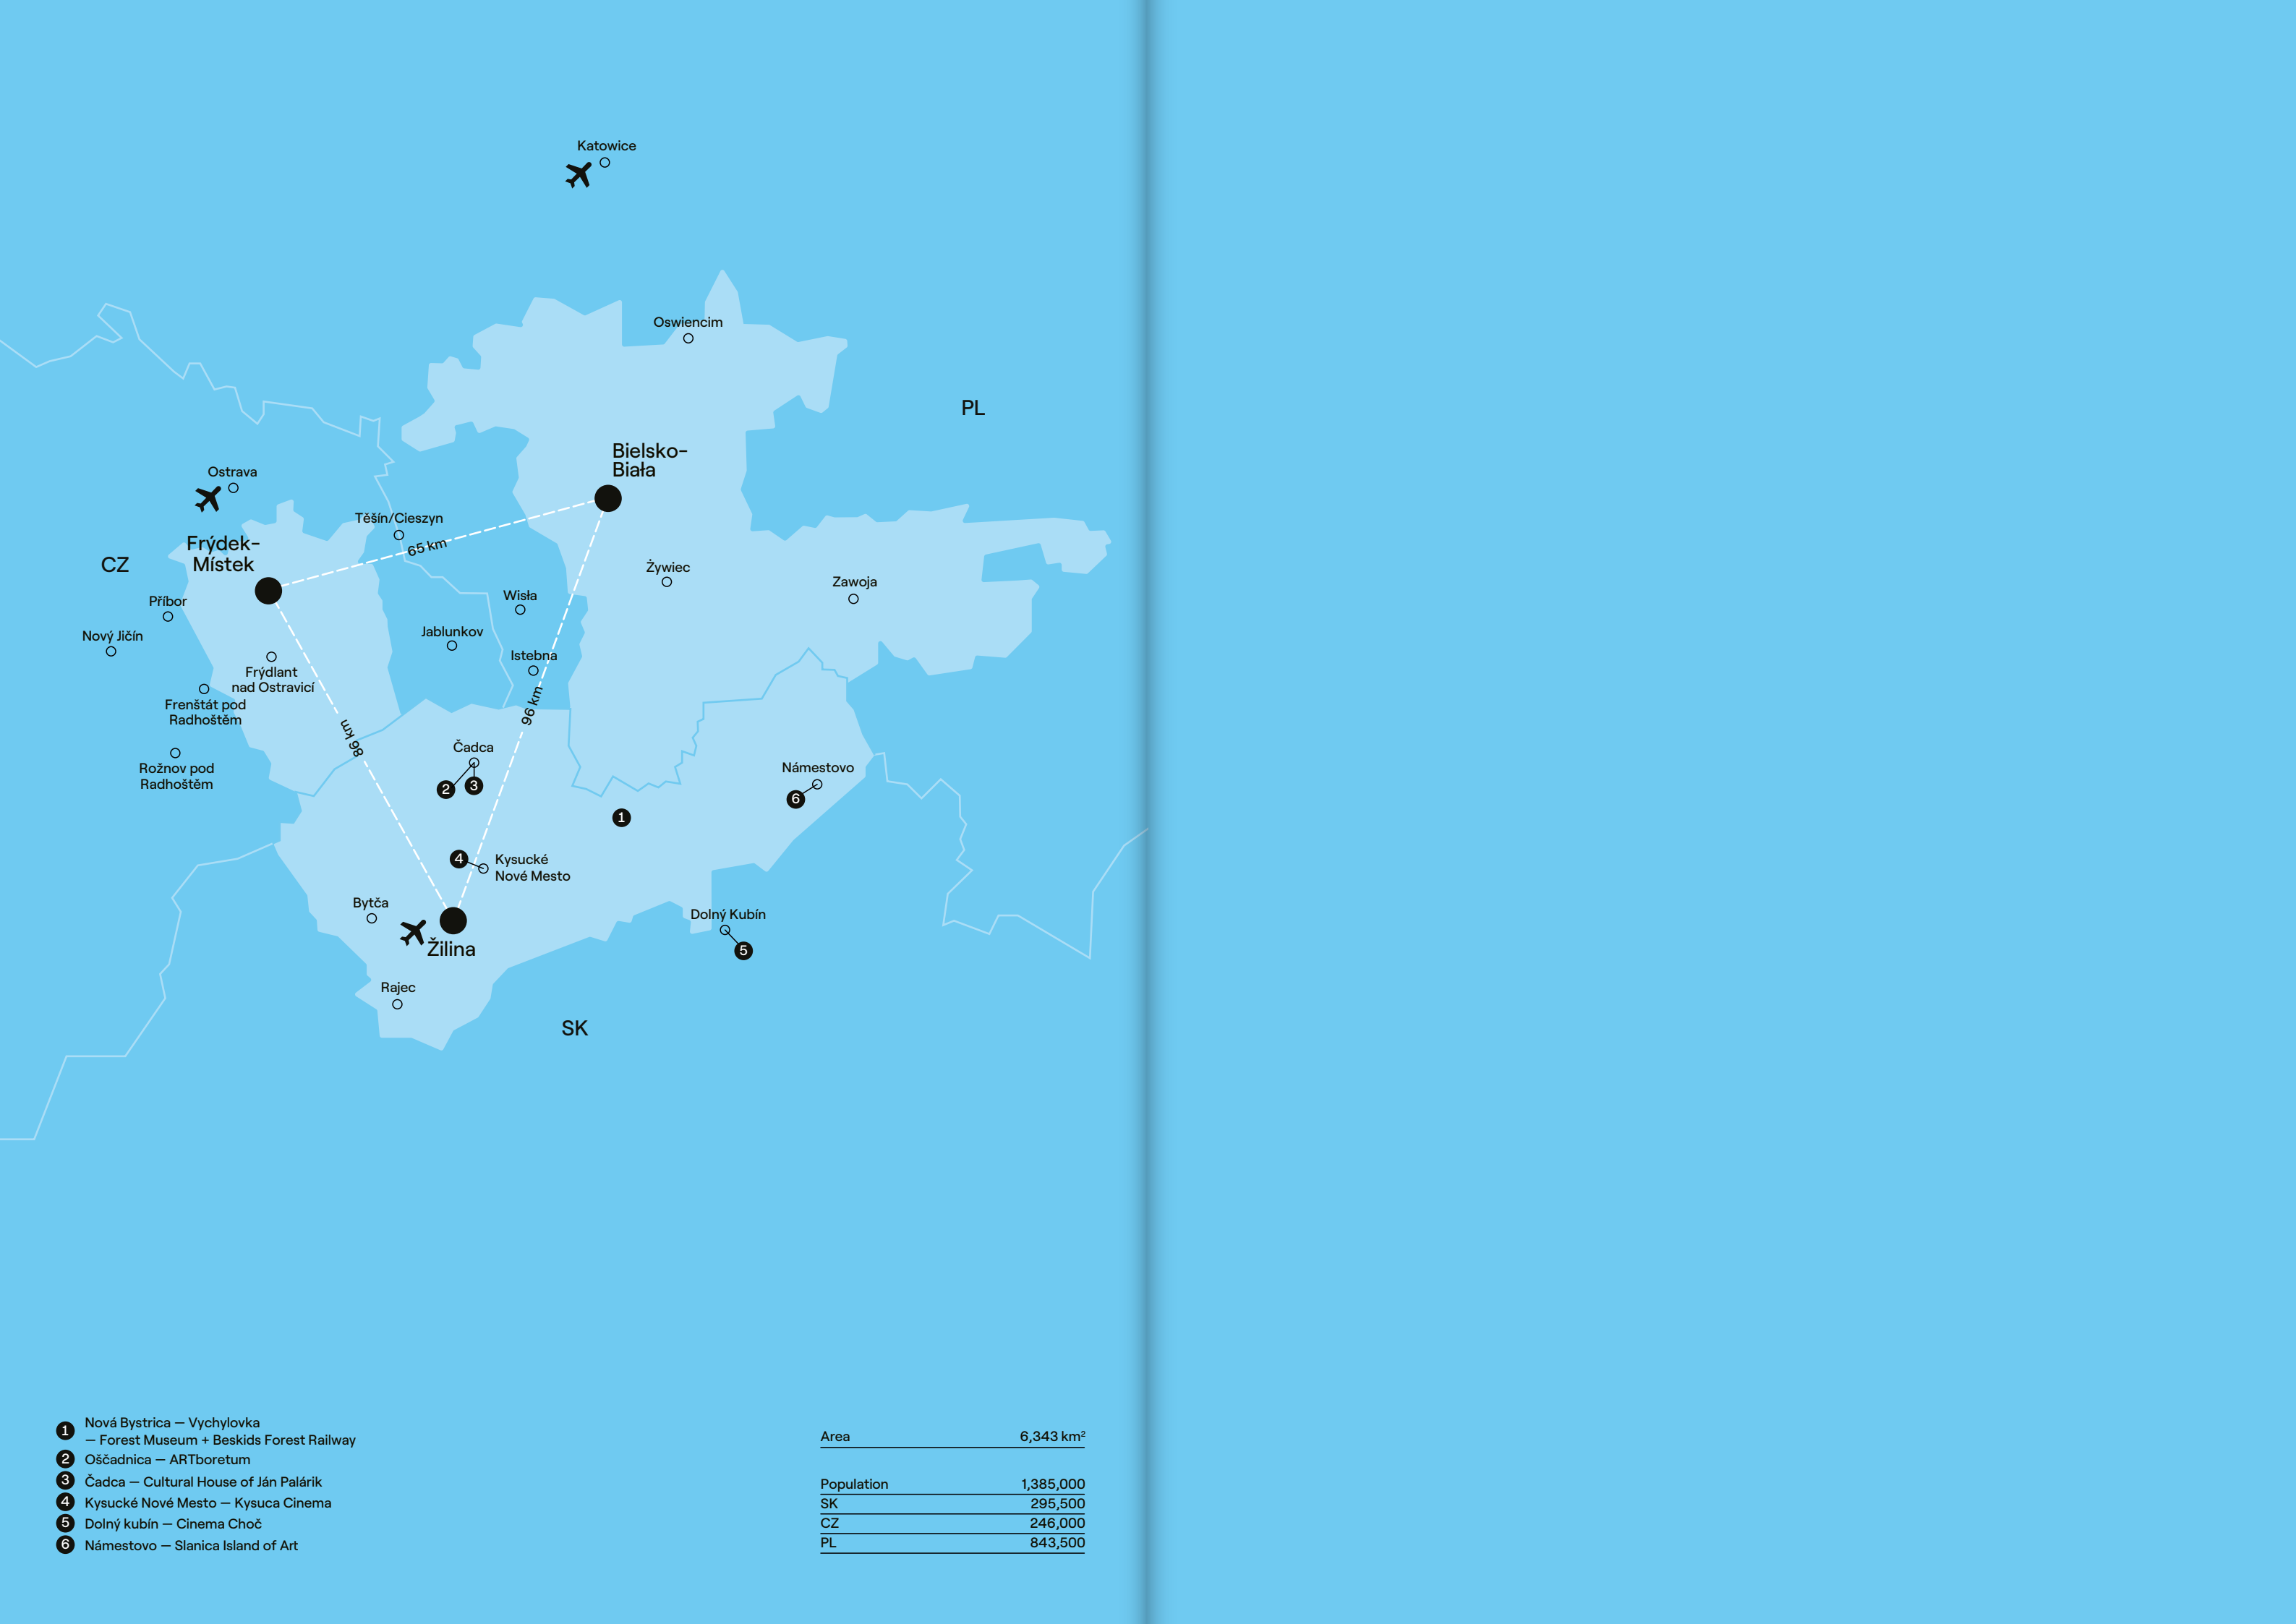 Katowice
Oswiencim
PL
Bielsko-
Biała
Ostrava
Těšín/Cieszyn
65 km
Frýdek-
Místek
CZ
Żywiec
Zawoja
Wisła
Příbor
Jablunkov
Nový Jičín
Istebna
Frýdlant
nad Ostravicí
96 km
Frenštát pod
Radhoštěm
86 km
Čadca
Rožnov pod
Radhoštěm
Námestovo
2
3
6
1
4
Kysucké
Nové Mesto
Bytča
Dolný Kubín
Žilina
5
Rajec
SK
1
Nová Bystrica — Vychylovka
— Forest Museum + Beskids Forest Railway
2 Oščadnica — ARTboretum
3 Čadca — Cultural House of Ján Palárik
4 Kysucké Nové Mesto — Kysuca Cinema
5 Dolný kubín — Cinema Choč
6 Námestovo — Slanica Island of Art
Area 6,343 km²
Population 1,385,000
SK 295,500
CZ 246,000
PL 843,500